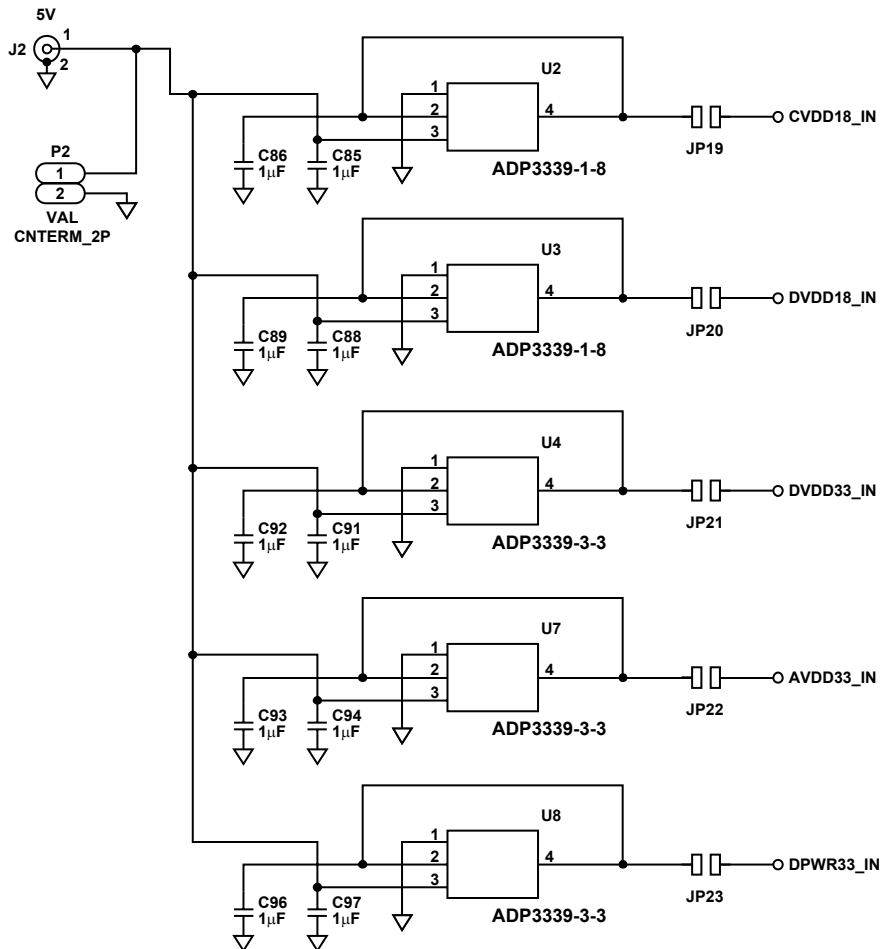 5V
J2
1
2
P2
1
2
VAL
CNTERM_2P
U2
1
2
3
4
C86
1µF
C85
1µF
ADP3339-1-8
JP19
CVDD18_IN
U3
1
2
3
4
C89
1µF
C88
1µF
ADP3339-1-8
JP20
DVDD18_IN
U4
1
2
3
4
C92
1µF
C91
1µF
ADP3339-3-3
JP21
DVDD33_IN
U7
1
2
3
4
C93
1µF
C94
1µF
ADP3339-3-3
JP22
AVDD33_IN
U8
1
2
3
4
C96
1µF
C97
1µF
ADP3339-3-3
JP23
DPWR33_IN